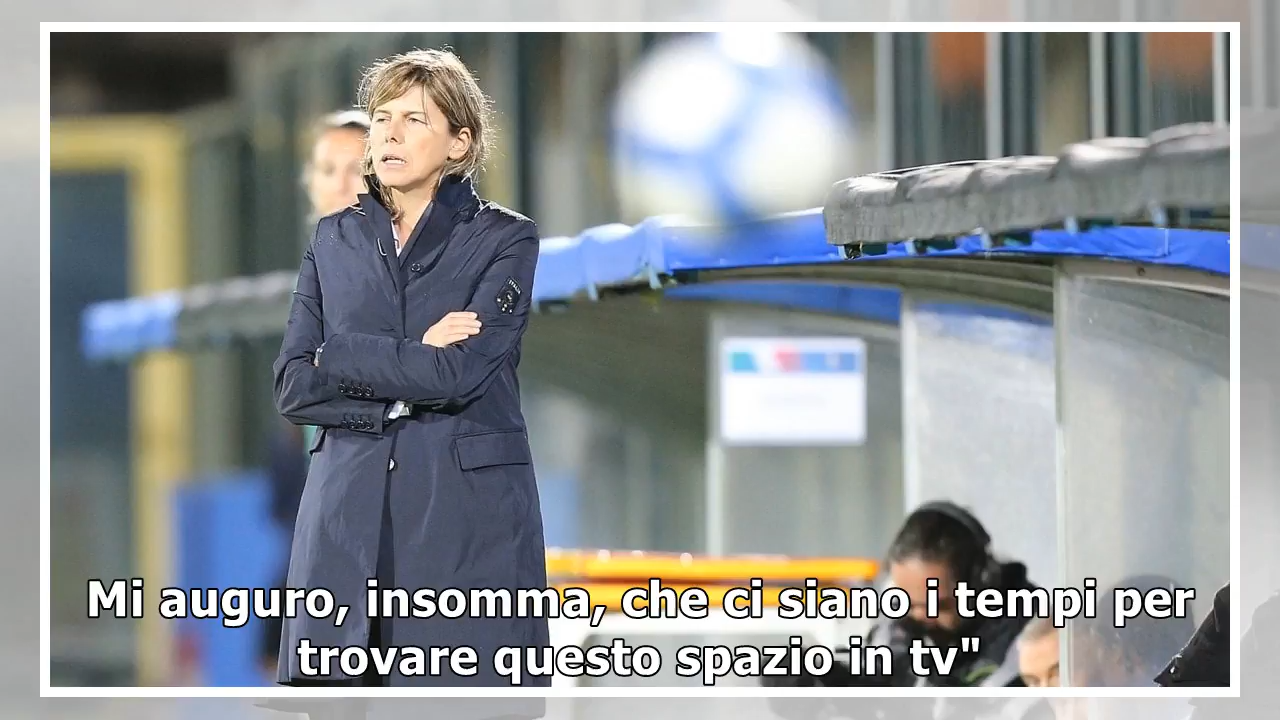 Mi auguro, insomma, che ci siano i tempi per
trovare questo spazio in tv"